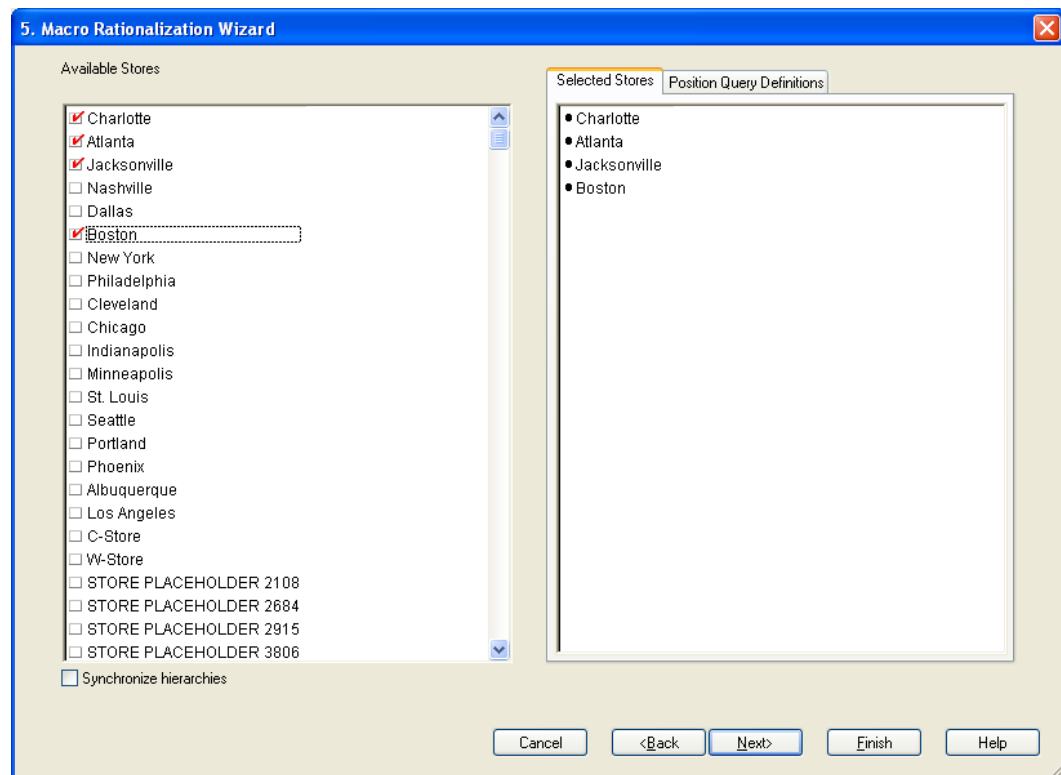 5. Macro Rationalization Wizard
Available Stores
Charlotte
Atlanta
Jacksonville
Nashville
Dallas
Boston
New York
Philadelphia
Cleveland
Chicago
Indianapolis
Minneapolis
St. Louis
Seattle
Portland
Phoenix
Albuquerque
Los Angeles
C-Store
W-Store
STORE PLACEHOLDER 2108
STORE PLACEHOLDER 2684
STORE PLACEHOLDER 2915
STORE PLACEHOLDER 3806
Synchronize hierarchies
Selected Stores Position Query Definitions
Charlotte
Atlanta
Jacksonville
Boston
Cancel <Back Next> Finish Help